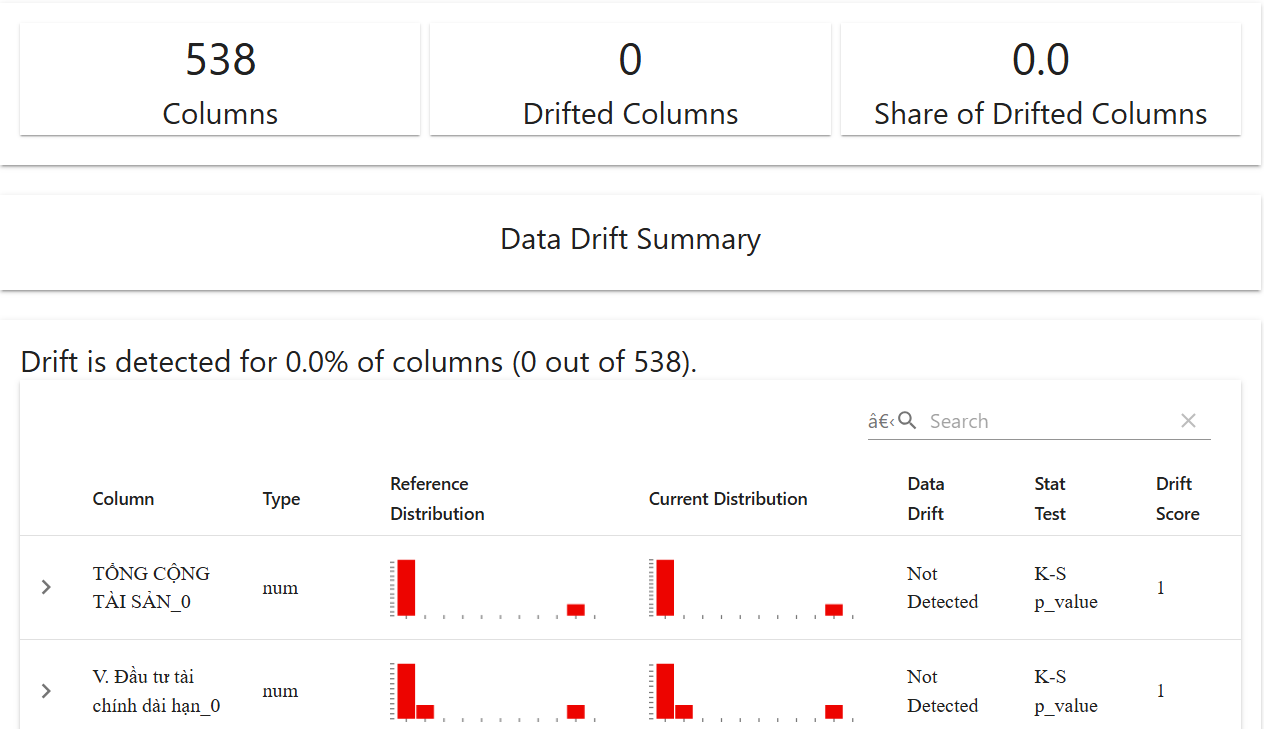 538
Columns
0
Drifted Columns
0.0
Share of Drifted Columns
Data Drift Summary
Drift is detected for 0.0% of columns (0 out of 538).
â€‹ Search
Column
Type
Reference
Distribution
Current Distribution
Data
Drift
Stat
Test
Drift
Score
TỔNG CỘNG
TÀI SẢN_0
num
Not
Detected
K-S
p_value
1
V. Đầu tư tài
chính dài hạn_0
num
Not
Detected
K-S
p_value
1